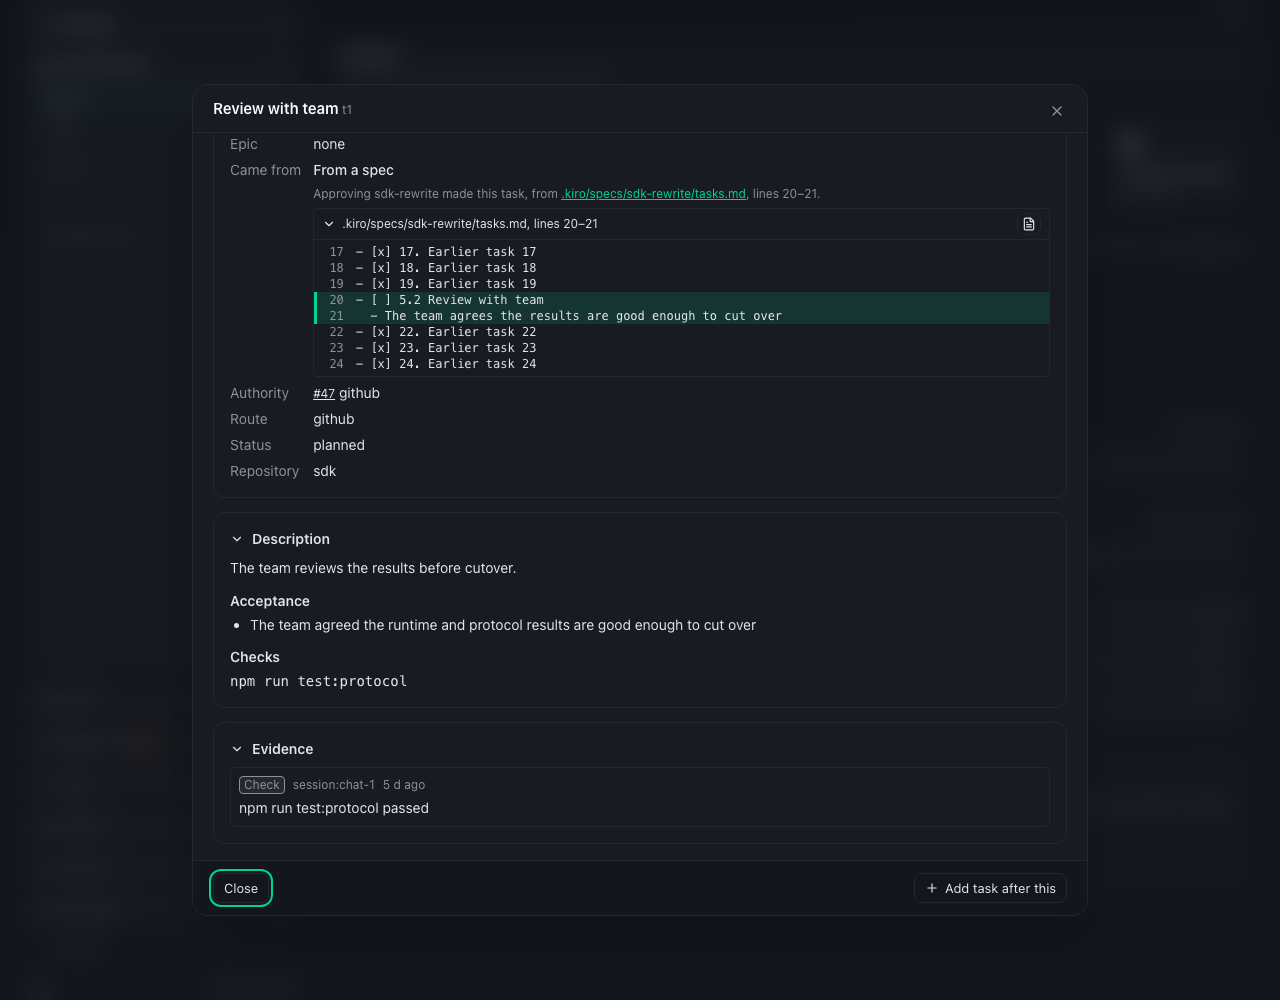 Review with team t1
Epic none
Came from From a spec
Approving sdk-rewrite made this task, from .kiro/specs/sdk-rewrite/tasks.md, lines 20–21.
.kiro/specs/sdk-rewrite/tasks.md, lines 20–21
17 – [x] 17. Earlier task 17
18 – [x] 18. Earlier task 18
19 – [x] 19. Earlier task 19
20 – [ ] 5.2 Review with team
21 – The team agrees the results are good enough to cut over
22 – [x] 22. Earlier task 22
23 – [x] 23. Earlier task 23
24 – [x] 24. Earlier task 24
Authority #47 github
Route github
Status planned
Repository sdk
Description
The team reviews the results before cutover.
Acceptance
• The team agreed the runtime and protocol results are good enough to cut over
Checks
npm run test:protocol
Evidence
Check session:chat-1 5 d ago
npm run test:protocol passed
Close
+ Add task after this